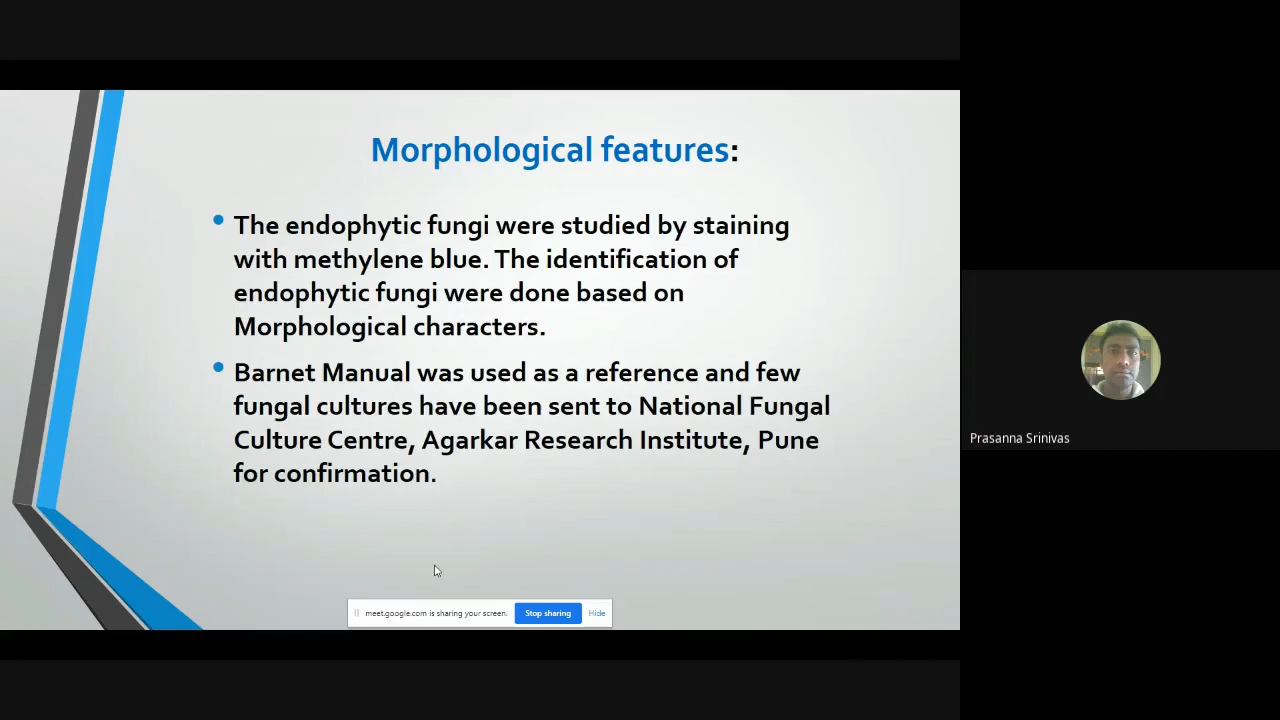 Morphological features:
The endophytic fungi were studied by staining
with methylene blue. The identification of
endophytic fungi were done based on
Morphological characters.
Barnet Manual was used as a reference and few
fungal cultures have been sent to National Fungal
Culture Centre, Agarkar Research Institute, Pune
for confirmation.
meet.google.com is sharing your screen. Stop sharing Hide
Prasanna Srinivas